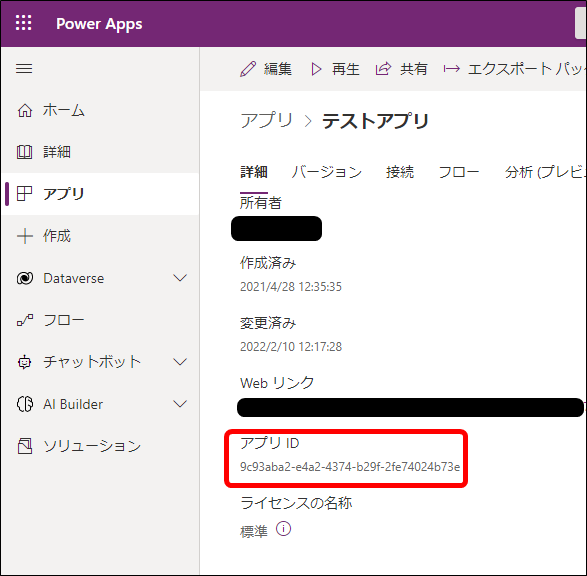 Power Apps
編集
再生
共有
エクスポート パッ
ホーム
詳細
アプリ
作成
Dataverse
フロー
チャットボット
AI Builder
ソリューション
アプリ > テストアプリ
詳細 バージョン 接続 フロー 分析 (プレビ
所有者
作成済み
2021/4/28 12:35:35
変更済み
2022/2/10 12:17:28
Web リンク
アプリ ID
9c93aba2-e4a2-4374-b29f-2fe74024b73e
ライセンスの名称
標準